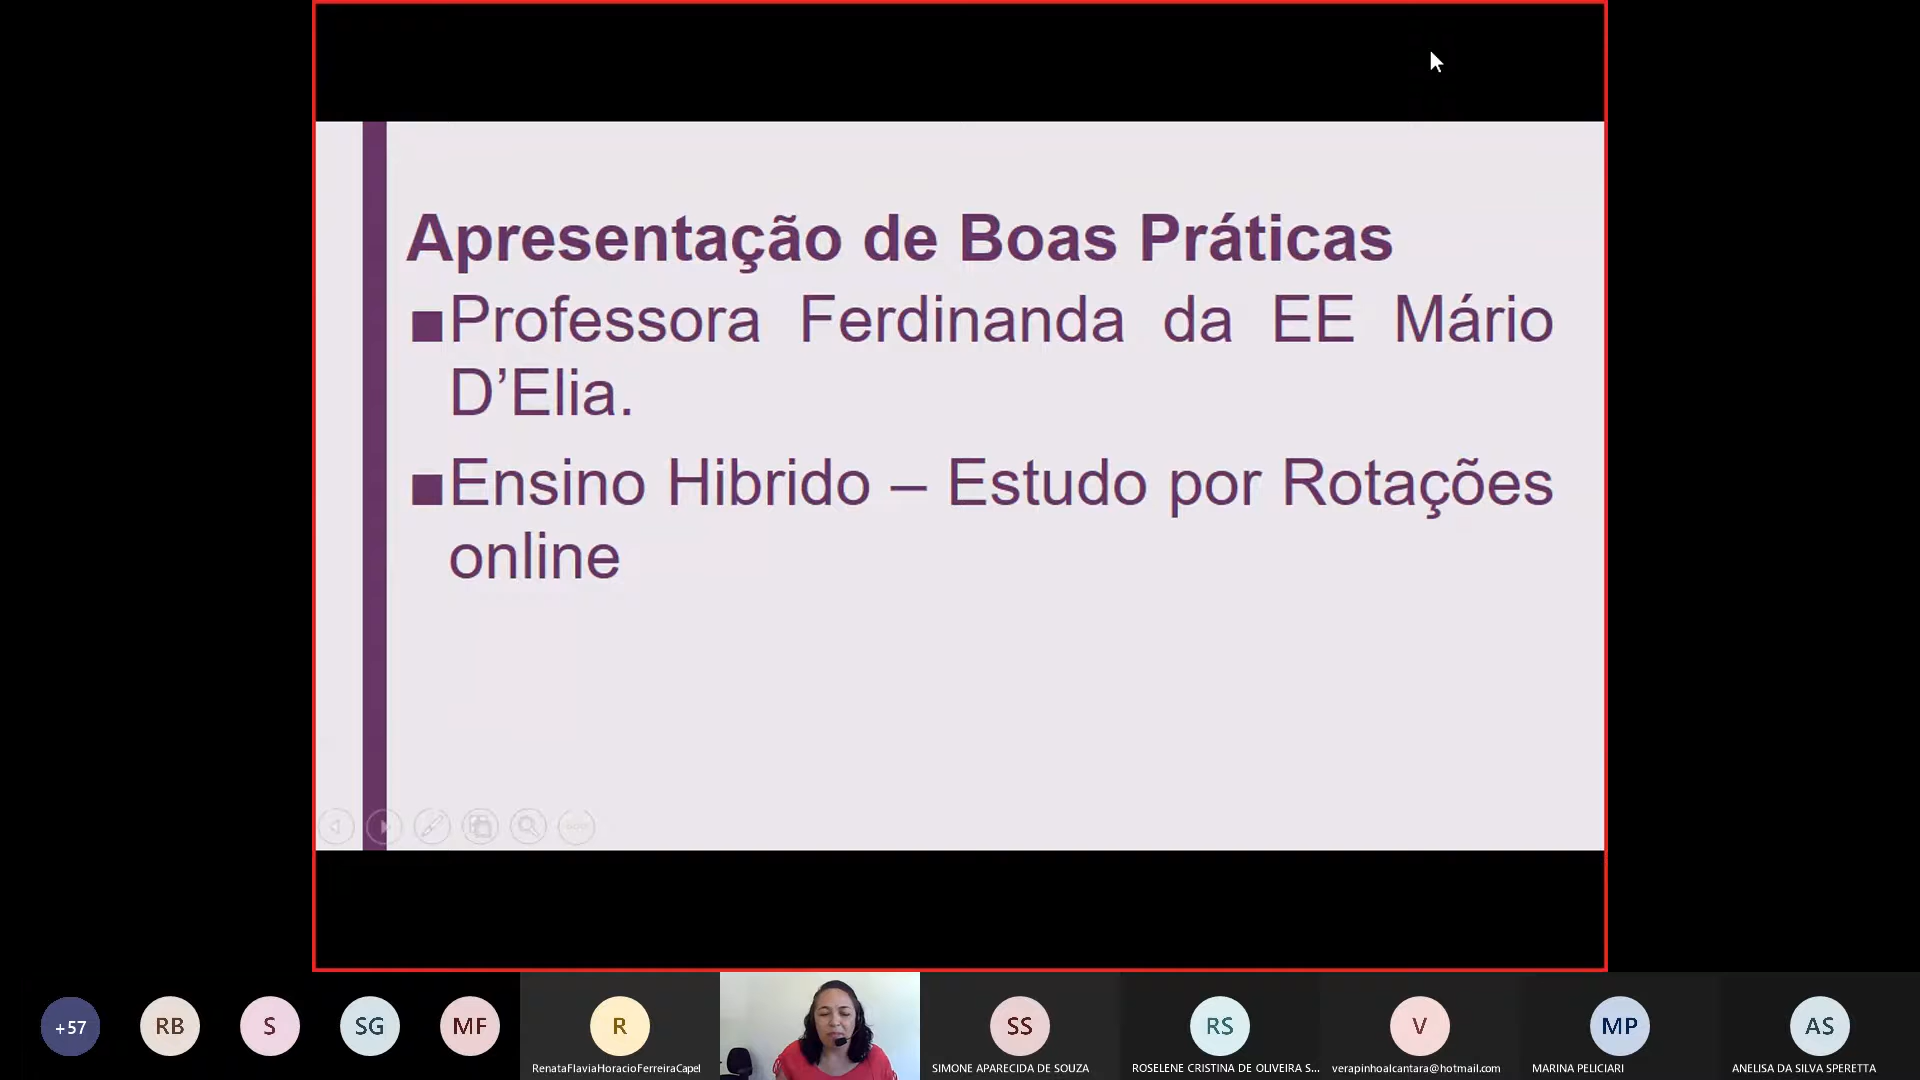 Apresentação de Boas Práticas
■Professora Ferdinanda da EE Mário
D’Elia.
■Ensino Hibrido – Estudo por Rotações
online
+57
RB
S
SG
MF
R
SS
RS
V
MP
AS
RenataFlaviaHoracioFerreiraCapel
SIMONE APARECIDA DE SOUZA
ROSELENE CRISTINA DE OLIVEIRA S...
verapinhoalcantara@hotmail.com
MARINA PELICIARI
ANELISA DA SILVA SPERETTA